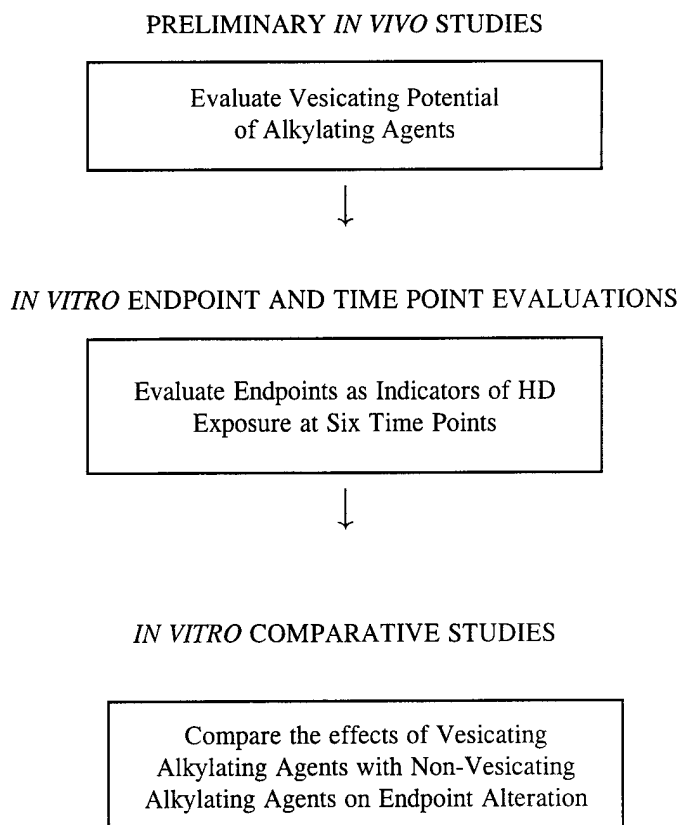 PRELIMINARY IN VIVO STUDIES
Evaluate Vesicating Potential
of Alkylating Agents
↓
IN VITRO ENDPOINT AND TIME POINT EVALUATIONS
Evaluate Endpoints as Indicators of HD
Exposure at Six Time Points
↓
IN VITRO COMPARATIVE STUDIES
Compare the effects of Vesicating
Alkylating Agents with Non-Vesicating
Alkylating Agents on Endpoint Alteration